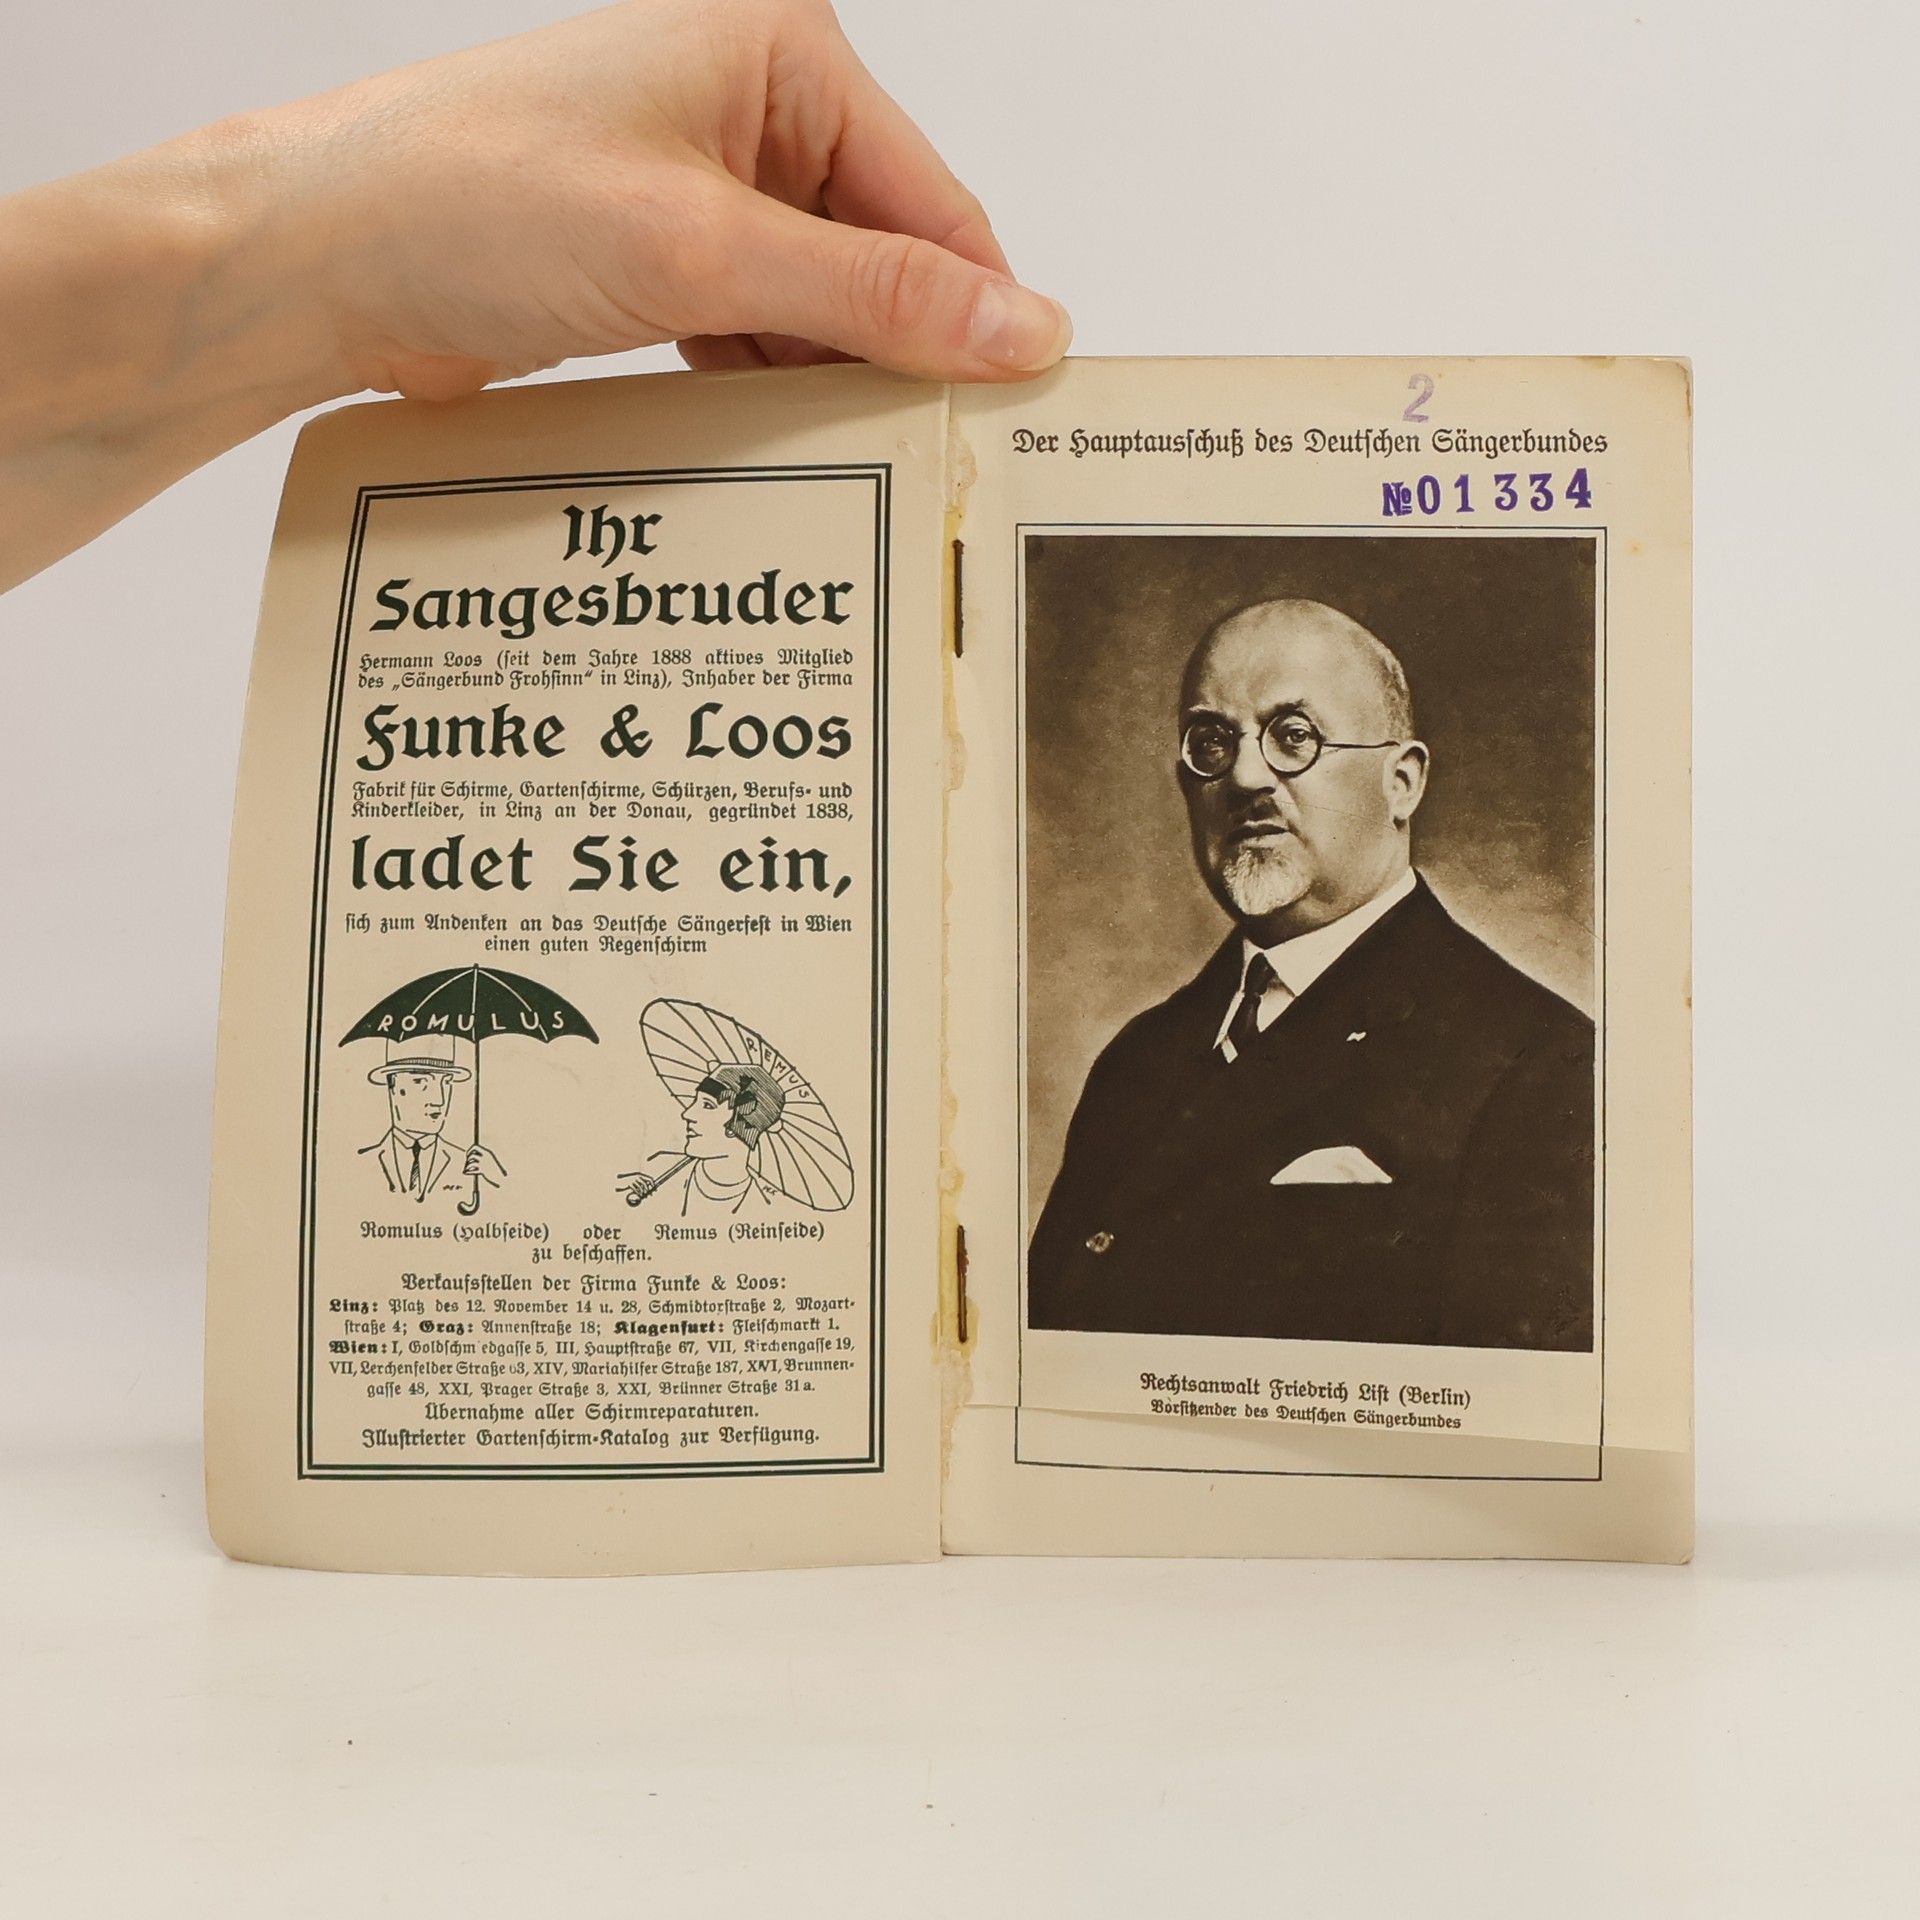 Ihr
Sangesbruder
Hermann Loos (seit dem Jahre 1888 aktives Mitglied
des „Sängerbund Frohsinn“ in Linz), Inhaber der Firma
Funke & Loos
Fabrik für Schirme, Gartenschirme, Schürzen, Berufs- und
Kinderkleider, in Linz an der Donau, gegründet 1838,
ladet Sie ein,
sich zum Andenken an das Deutsche Sängerfest in Wien
einen guten Regenschirm
ROMULUS
REMUS
Romulus (Halbseide) oder Remus (Reinseide)
zu beschaffen.
Verkaufsstellen der Firma Funke & Loos:
Linz: Platz des 12. November 14 u. 28, Schmidtorstraße 2, Mozart-
straße 4; Graz: Annenstraße 18; Klagenfurt: Fleischmarkt 1.
Wien: I, Goldschmiedgasse 5, III, Hauptstraße 67, VII, Kirchengasse 19,
VII, Lerchenfelder Straße 63, XIV, Mariahilfer Straße 187, XVI, Brunnen-
gasse 48, XXI, Prager Straße 3, XXI, Brünner Straße 31a.
Übernahme aller Schirmreparaturen.
Illustrierter Gartenschirm-Katalog zur Verfügung.
2
Der Hauptausschuß des Deutschen Sängerbundes
№01334
Rechtsanwalt Friedrich List (Berlin)
Vorsitzender des Deutschen Sängerbundes